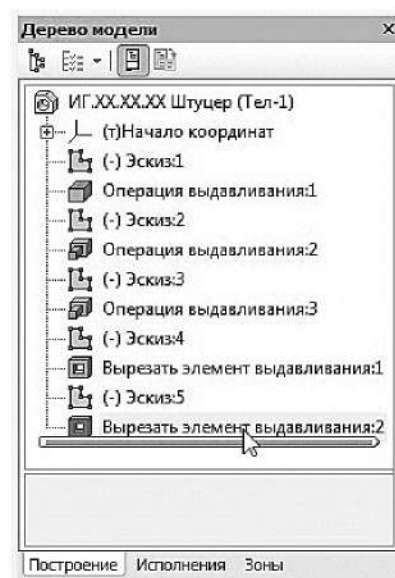 Дерево модели
ИГ.ХХ.ХХ.ХХ Штуцер (Тел-1)
(т)Начало координат
(-) Эскиз:1
Операция выдавливания:1
(-) Эскиз:2
Операция выдавливания:2
(-) Эскиз:3
Операция выдавливания:3
(-) Эскиз:4
Вырезать элемент выдавливания:1
(-) Эскиз:5
Вырезать элемент выдавливания:2
Построение Исполнения Зоны